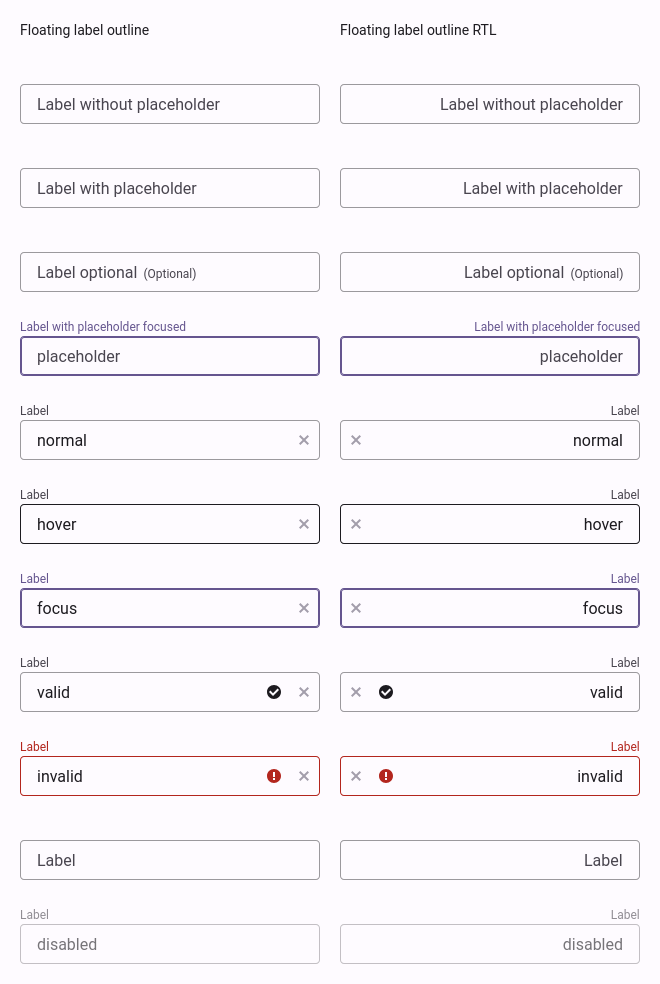 Floating label outline
Floating label outline RTL
Label without placeholder
Label without placeholder
Label with placeholder
Label with placeholder
Label optional (Optional)
Label optional (Optional)
Label with placeholder focused
Label with placeholder focused
placeholder
placeholder
Label
Label
normal
normal
Label
Label
hover
hover
Label
Label
focus
focus
Label
Label
valid
valid
Label
Label
invalid
invalid
Label
Label
Label
Label
disabled
disabled